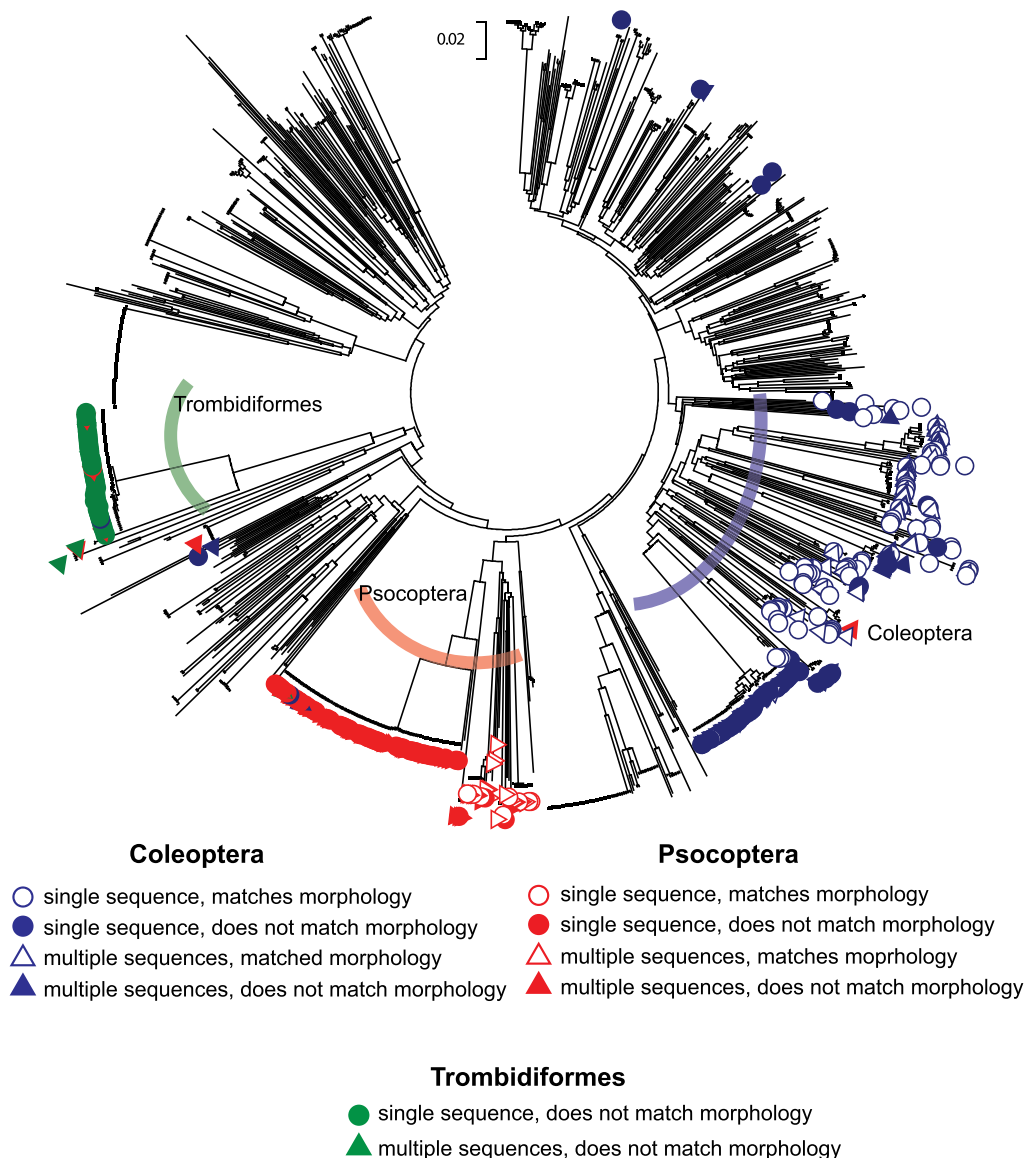 0.02
Trombidiformes
Psocoptera
Coleoptera
Coleoptera
single sequence, matches morphology
single sequence, does not match morphology
multiple sequences, matched morphology
multiple sequences, does not match morphology
Psocoptera
single sequence, matches morphology
single sequence, does not match morphology
multiple sequences, matches moprhology
multiple sequences, does not match morphology
Trombidiformes
single sequence, does not match morphology
multiple sequences, does not match morphology